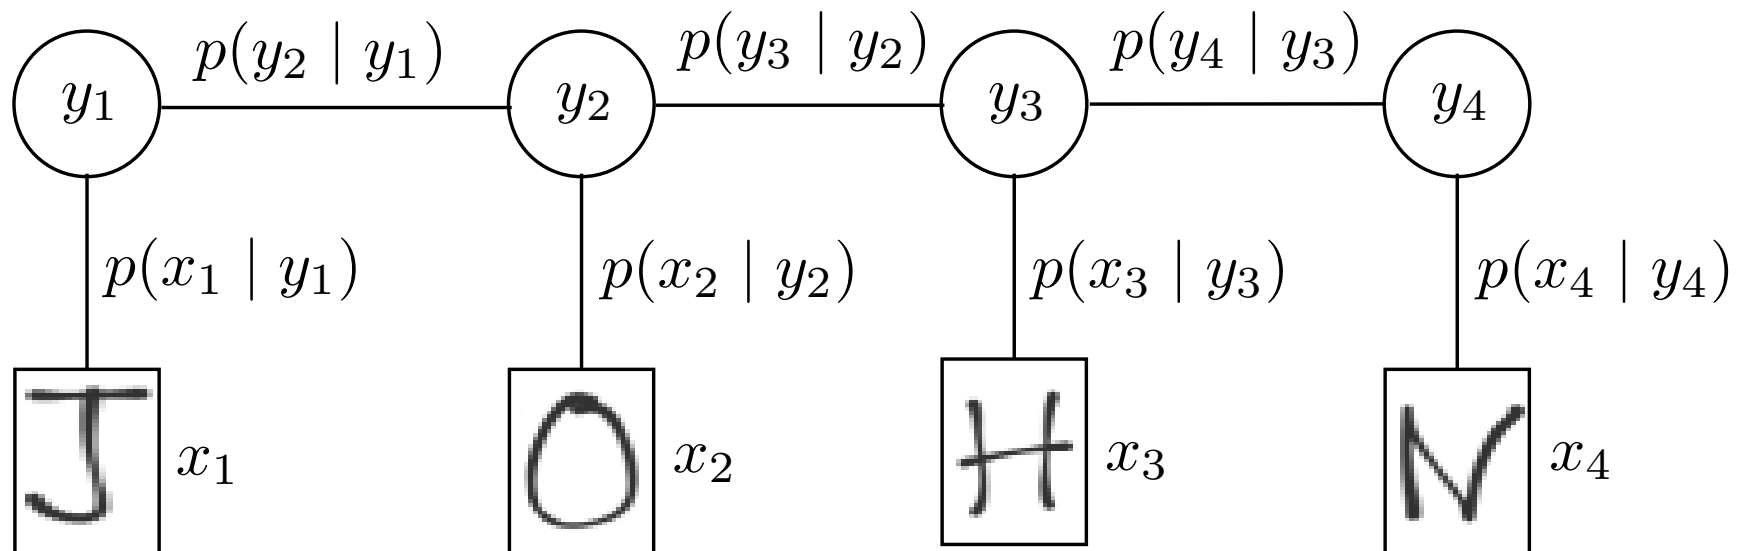 p(y₂ | y₁) p(y₃ | y₂) p(y₄ | y₃)
y₁ y₂ y₃ y₄
p(x₁ | y₁) p(x₂ | y₂) p(x₃ | y₃) p(x₄ | y₄)
J x₁ O x₂ H x₃ N x₄